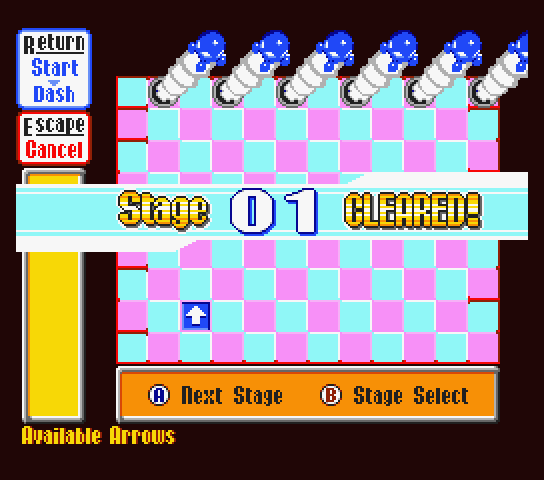 Return
Start
Dash
Escape
Cancel
Stage 01 CLEARED!
A Next Stage B Stage Select
Available Arrows